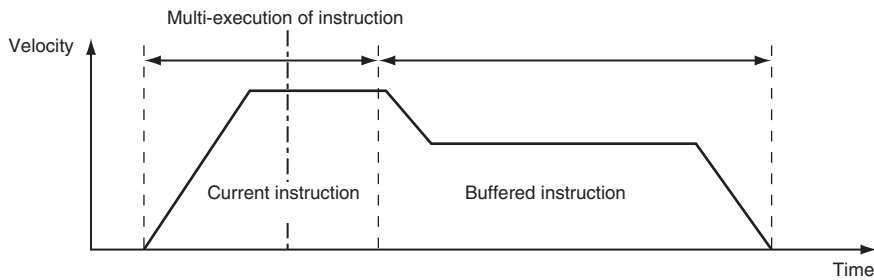 Multi-execution of instruction
Velocity
Current instruction
Buffered instruction
Time